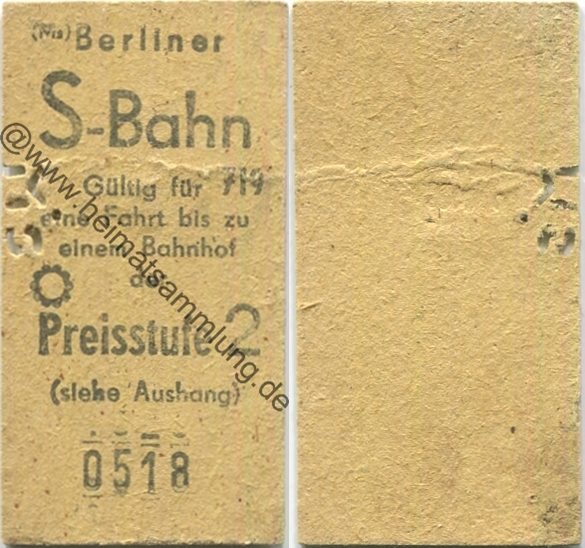 (Ms) Berliner
S-Bahn
Gültig für 719
eine Fahrt bis zu
einem Bahnhof
der
Preisstufe 2
(siehe Aushang)
0518
@www.heimatsammlung.de